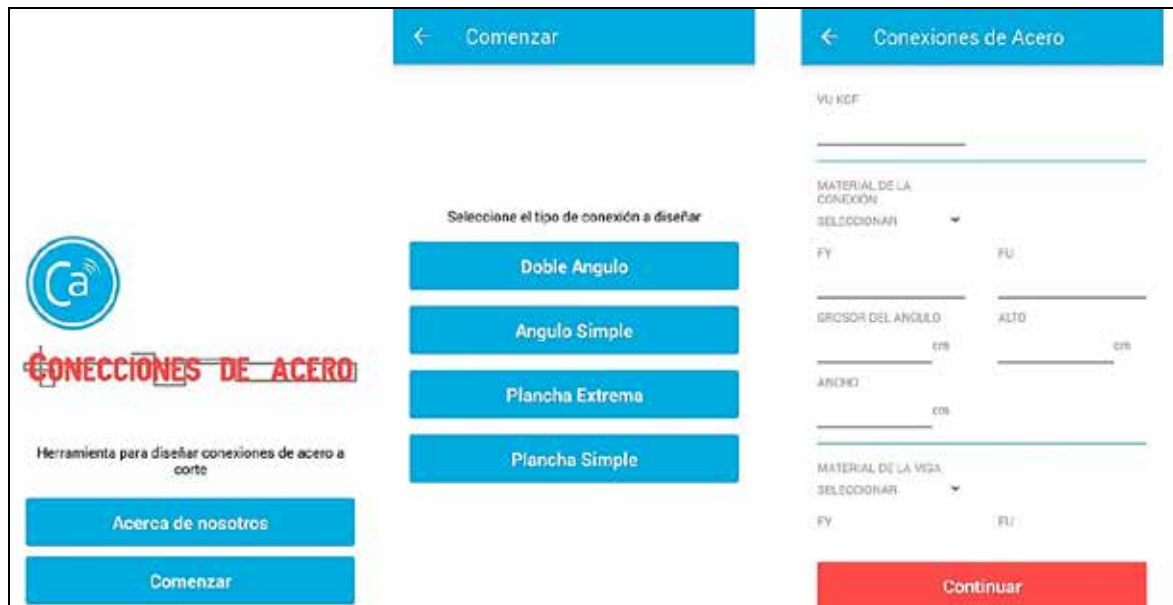 Ca
CONECCIONES DE ACERO
Herramienta para diseñar conexiones de acero a
corte
Acerca de nosotros
Comenzar
← Comenzar
Seleccione el tipo de conexión a diseñar
Doble Angulo
Angulo Simple
Plancha Extrema
Plancha Simple
← Conexiones de Acero
VU KGF
MATERIAL DE LA
CONEXIÓN
SELECCIONAR
FY FU
GROSOR DEL ANGULO ALTO
cm cm
ANCHO
cm
MATERIAL DE LA VIGA
SELECCIONAR
FY FU
Continuar